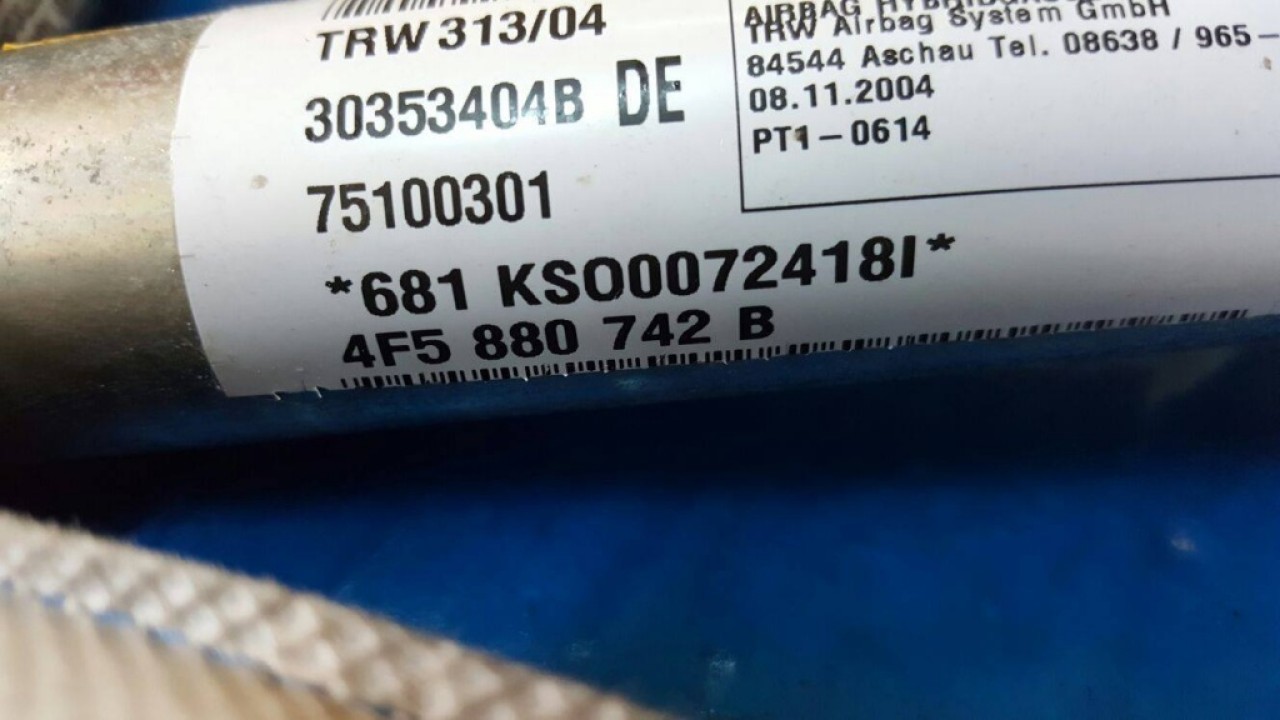 TRW 313/04
30353404B DE
75100301
*681 KSO0072418I*
4F5 880 742 B
AIRBAG
TRW Airbag System GmbH
84544 Aschau Tel. 08638 / 965-
08.11.2004
PT1-0614